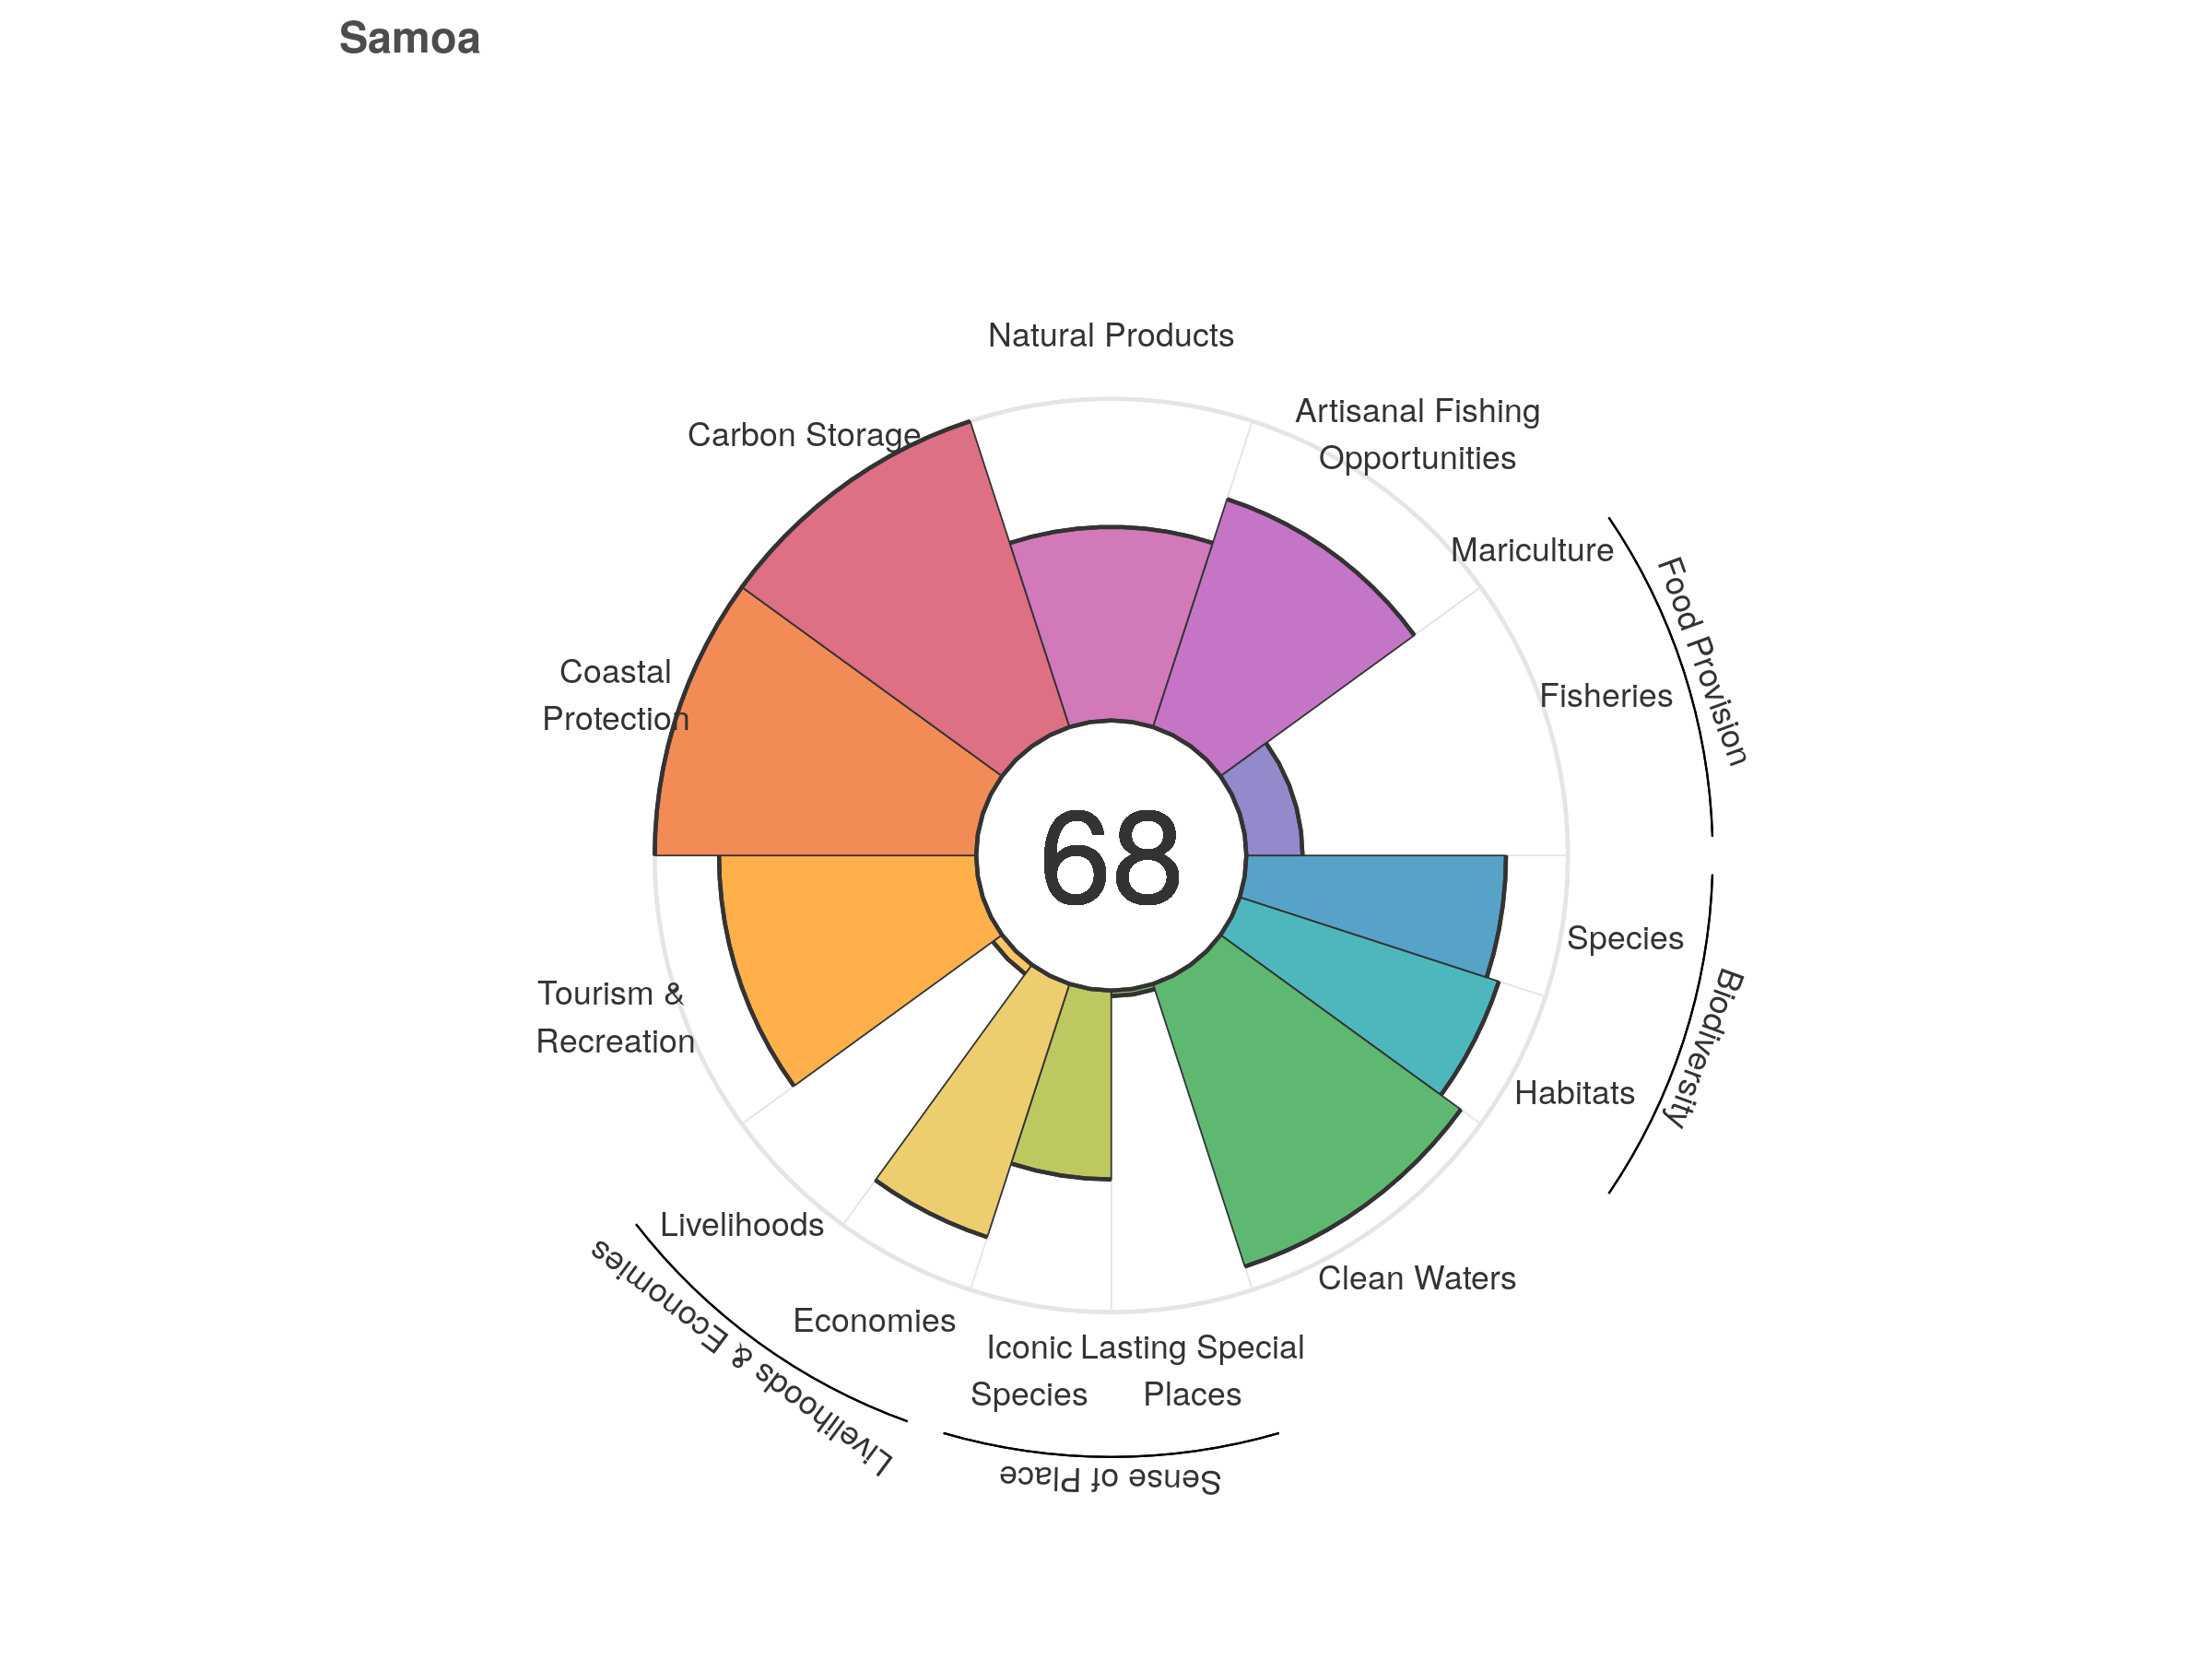 Samoa
Natural Products
Artisanal Fishing
Opportunities
Carbon Storage
Mariculture
Food Provision
Fisheries
Coastal
Protection
68
Species
Biodiversity
Habitats
Tourism &
Recreation
Livelihoods
Clean Waters
Economies
Livelihoods & Economies
Iconic
Species
Lasting Special
Places
Sense of Place